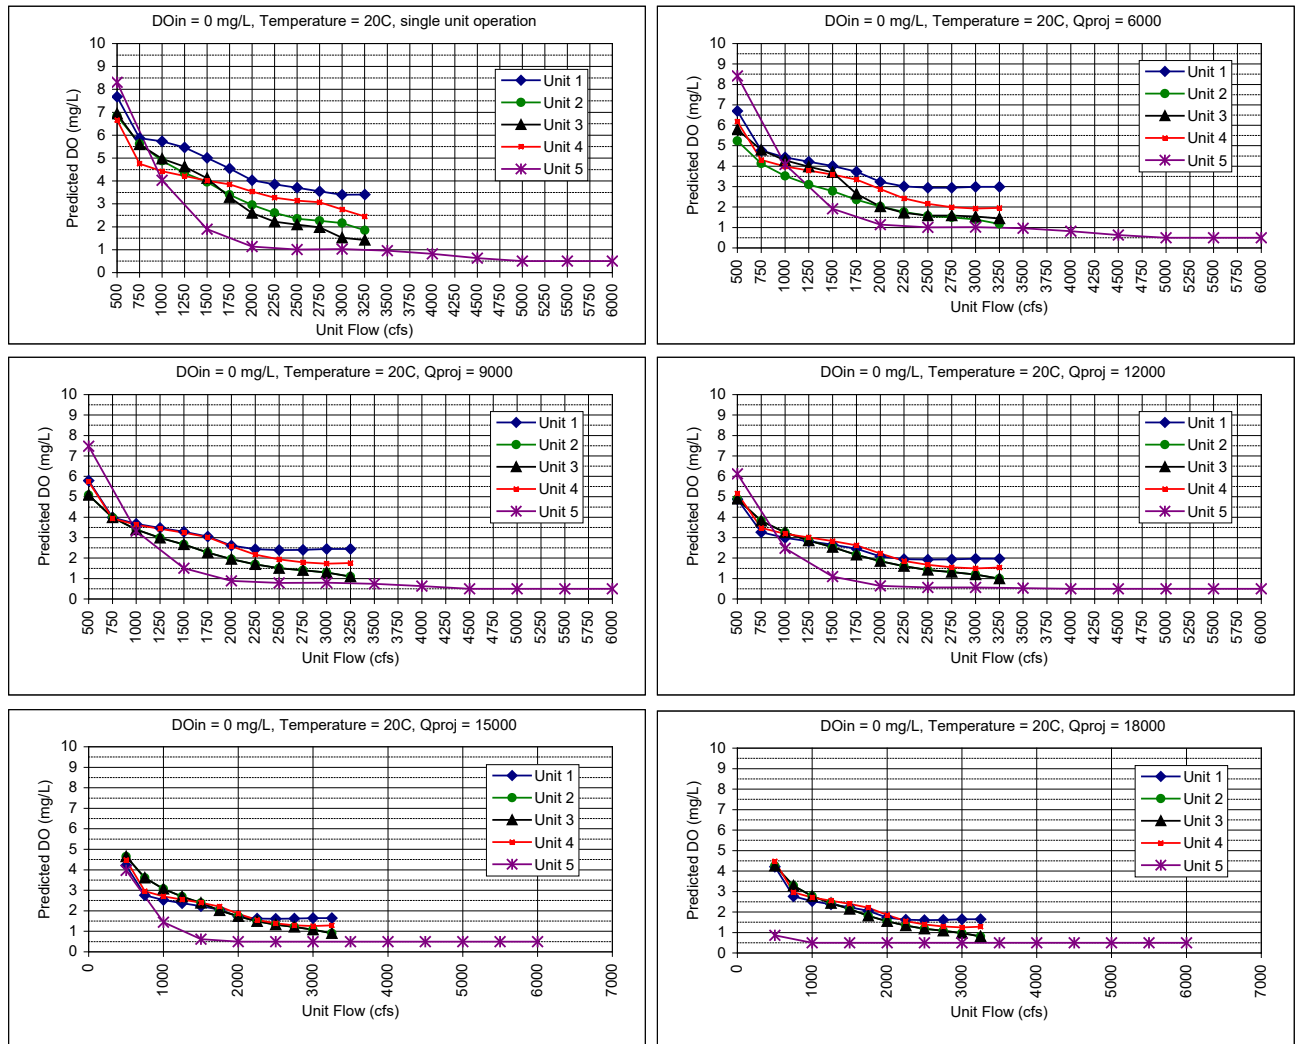 DOin = 0 mg/L, Temperature = 20C, single unit operation
10
9
8
7
6
5
4
3
2
1
0
Predicted DO (mg/L)
Unit 1
Unit 2
Unit 3
Unit 4
Unit 5
500 750 1000 1250 1500 1750 2000 2250 2500 2750 3000 3250 3500 3750 4000 4250 4500 4750 5000 5250 5500 5750 6000
Unit Flow (cfs)
DOin = 0 mg/L, Temperature = 20C, Qproj = 6000
10
9
8
7
6
5
4
3
2
1
0
Predicted DO (mg/L)
Unit 1
Unit 2
Unit 3
Unit 4
Unit 5
500 750 1000 1250 1500 1750 2000 2250 2500 2750 3000 3250 3500 3750 4000 4250 4500 4750 5000 5250 5500 5750 6000
Unit Flow (cfs)
DOin = 0 mg/L, Temperature = 20C, Qproj = 9000
10
9
8
7
6
5
4
3
2
1
0
Predicted DO (mg/L)
Unit 1
Unit 2
Unit 3
Unit 4
Unit 5
500 750 1000 1250 1500 1750 2000 2250 2500 2750 3000 3250 3500 3750 4000 4250 4500 4750 5000 5250 5500 5750 6000
Unit Flow (cfs)
DOin = 0 mg/L, Temperature = 20C, Qproj = 12000
10
9
8
7
6
5
4
3
2
1
0
Predicted DO (mg/L)
Unit 1
Unit 2
Unit 3
Unit 4
Unit 5
500 750 1000 1250 1500 1750 2000 2250 2500 2750 3000 3250 3500 3750 4000 4250 4500 4750 5000 5250 5500 5750 6000
Unit Flow (cfs)
DOin = 0 mg/L, Temperature = 20C, Qproj = 15000
10
9
8
7
6
5
4
3
2
1
0
Predicted DO (mg/L)
Unit 1
Unit 2
Unit 3
Unit 4
Unit 5
0 1000 2000 3000 4000 5000 6000 7000
Unit Flow (cfs)
DOin = 0 mg/L, Temperature = 20C, Qproj = 18000
10
9
8
7
6
5
4
3
2
1
0
Predicted DO (mg/L)
Unit 1
Unit 2
Unit 3
Unit 4
Unit 5
0 1000 2000 3000 4000 5000 6000 7000
Unit Flow (cfs)